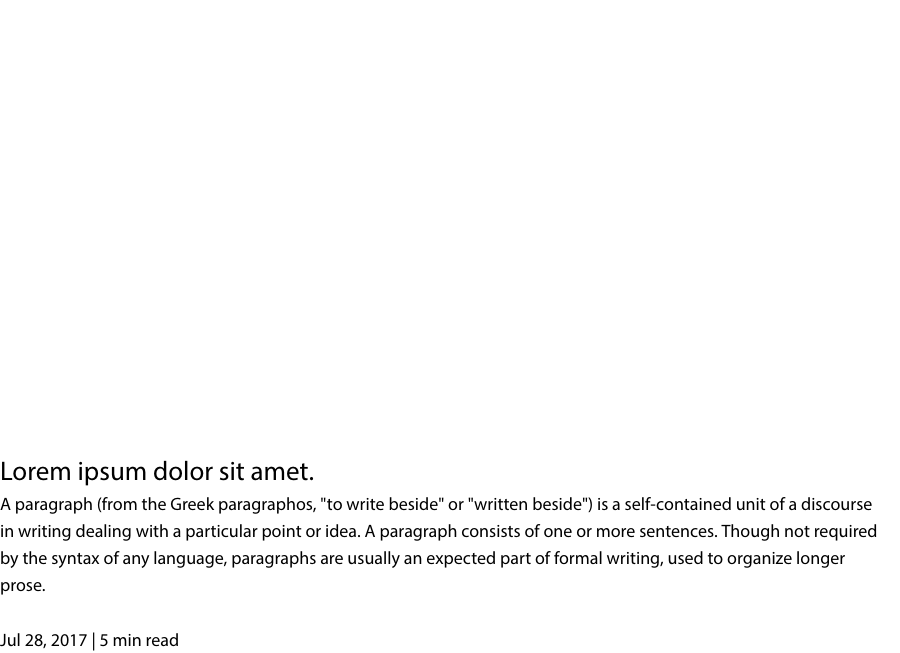 Lorem ipsum dolor sit amet.
A paragraph (from the Greek paragraphos, "to write beside" or "written beside") is a self-contained unit of a discourse
in writing dealing with a particular point or idea. A paragraph consists of one or more sentences. Though not required
by the syntax of any language, paragraphs are usually an expected part of formal writing, used to organize longer
prose.
Jul 28, 2017 | 5 min read